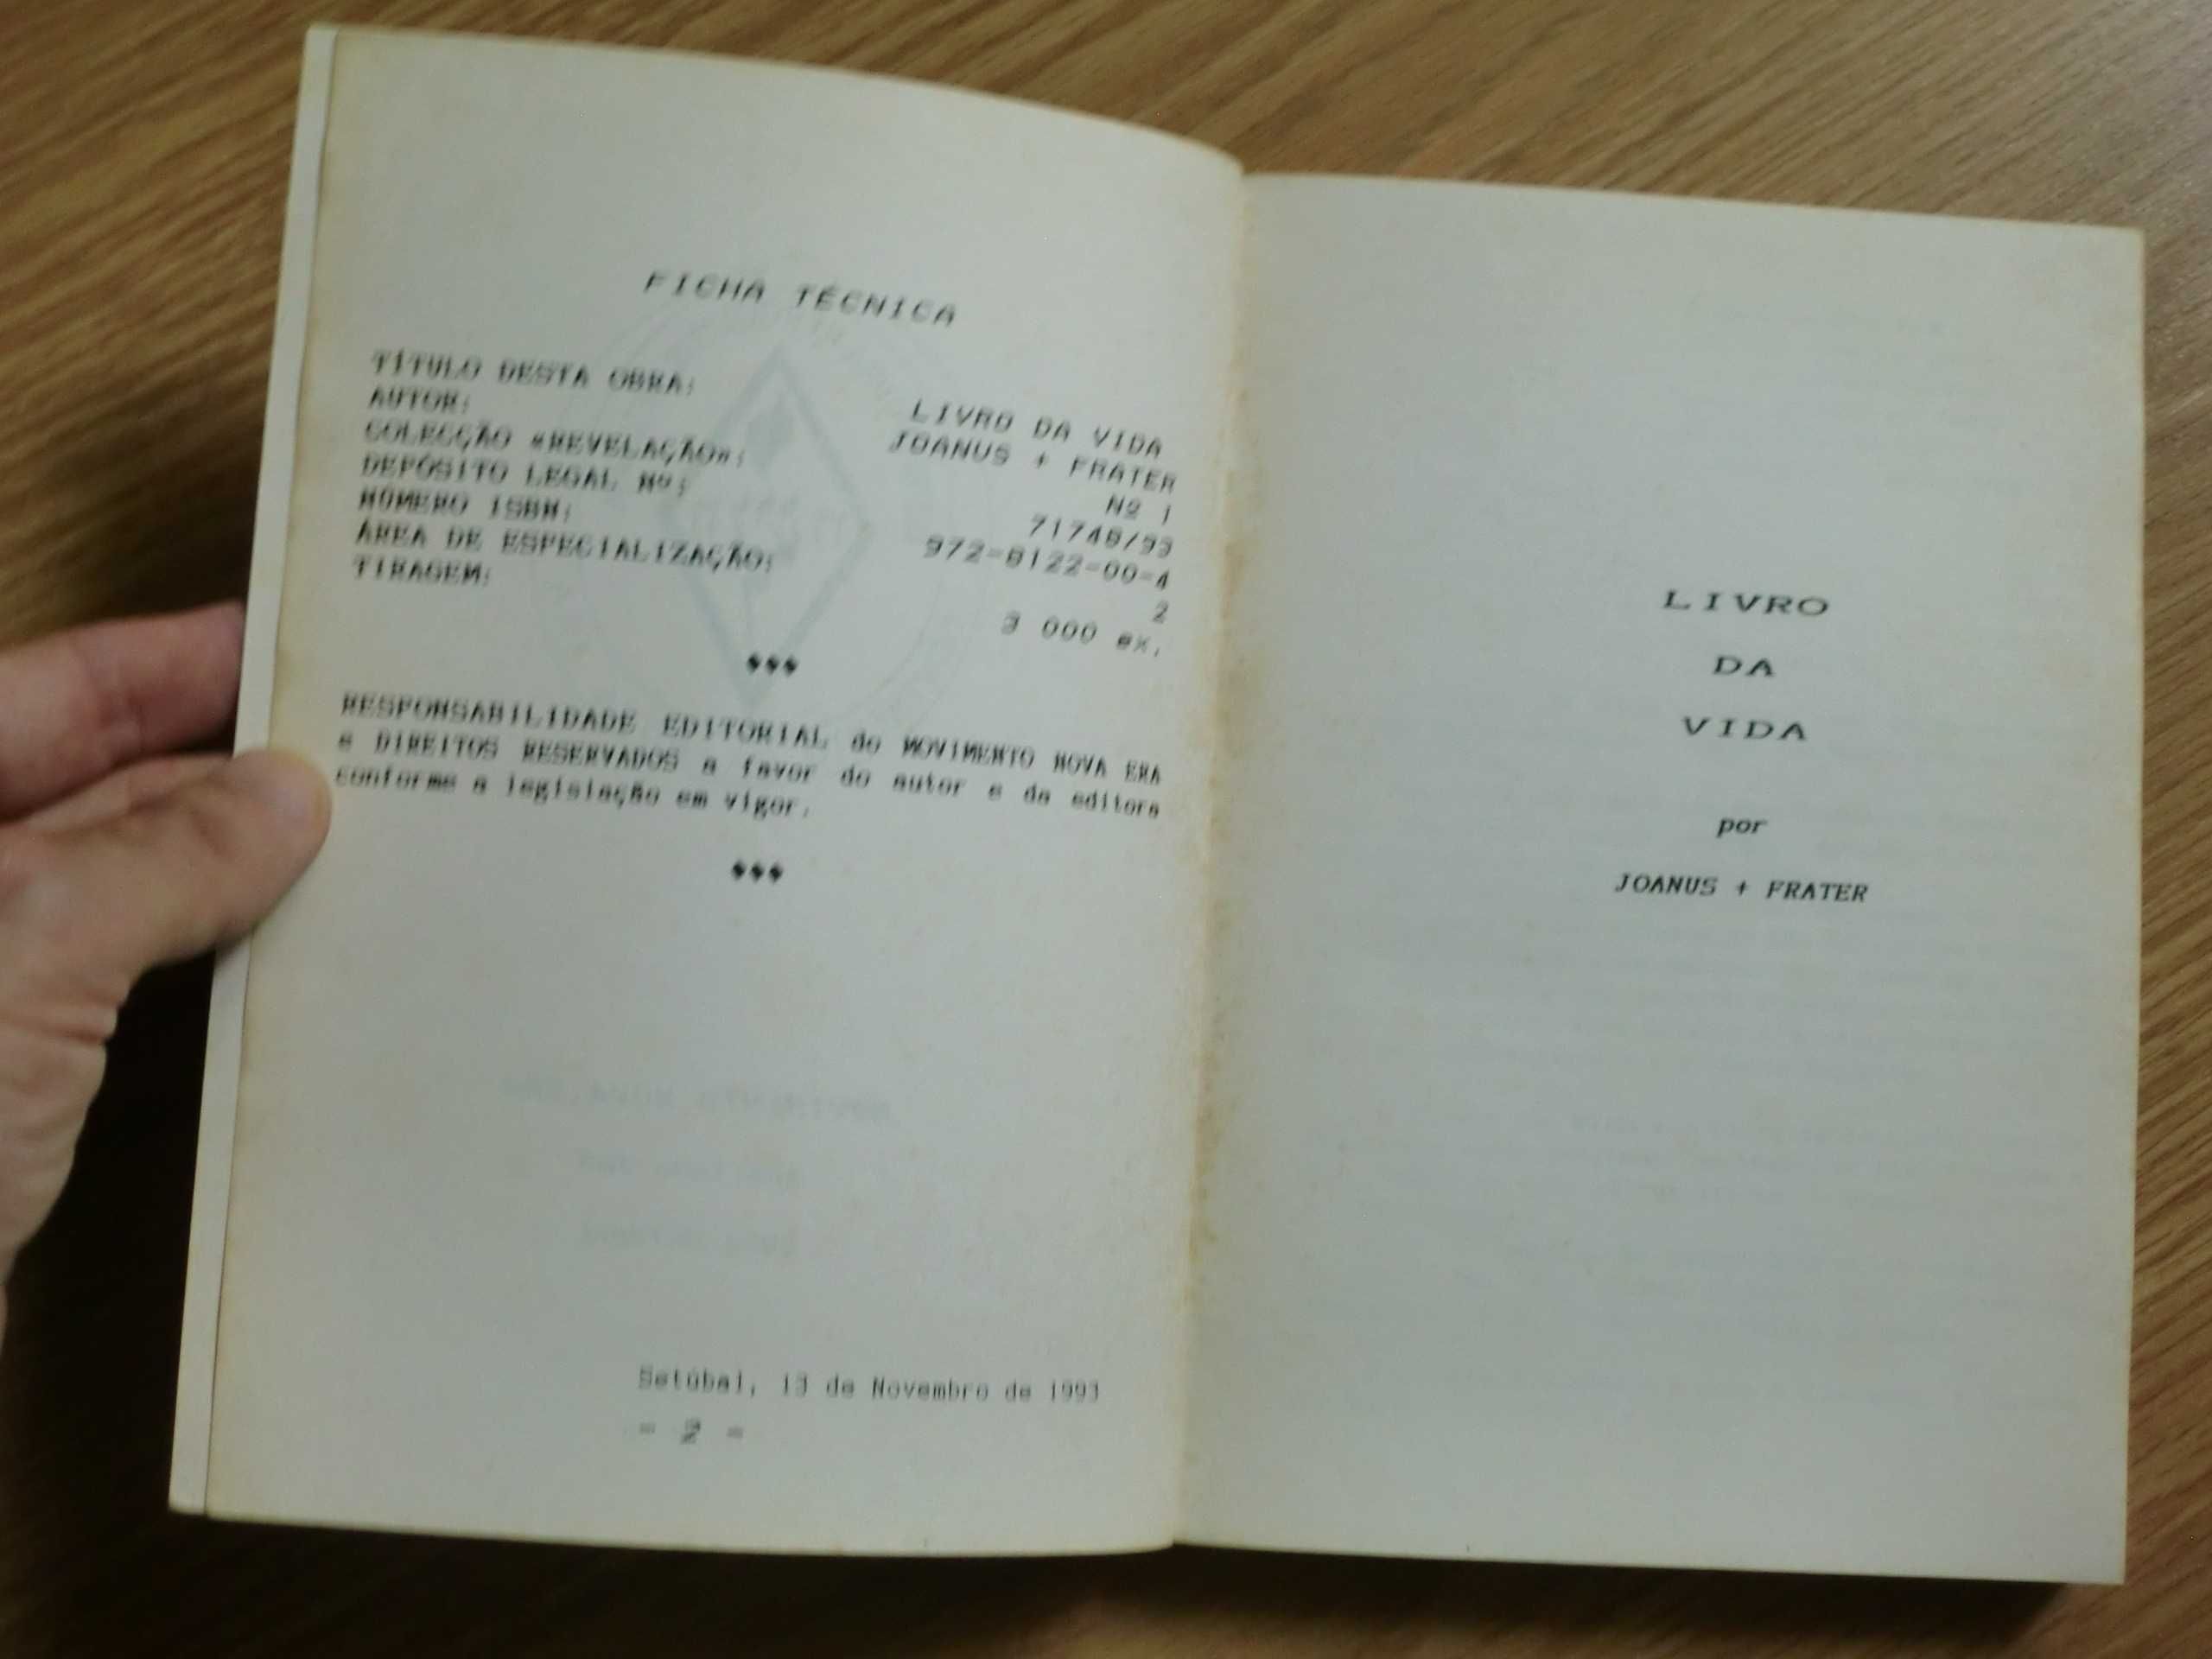 FICHA TÉCNICA
TÍTULO DESTA OBRA: LIVRO DA VIDA
AUTOR: JOANUS + FRATER
COLECÇÃO «REVELAÇÃO»: Nº 1
DEPÓSITO LEGAL Nº: 71748/93
NÚMERO ISBN: 972-8122-00-4
ÁREA DE ESPECIALIZAÇÃO: 2
TIRAGEM: 3 000 ex.
RESPONSABILIDADE EDITORIAL do MOVIMENTO NOVA ERA
e DIREITOS RESERVADOS a favor do autor e da editora
conforme a legislação em vigor.
Setúbal, 13 de Novembro de 1993
- 2 -
LIVRO
DA
VIDA
por
JOANUS + FRATER